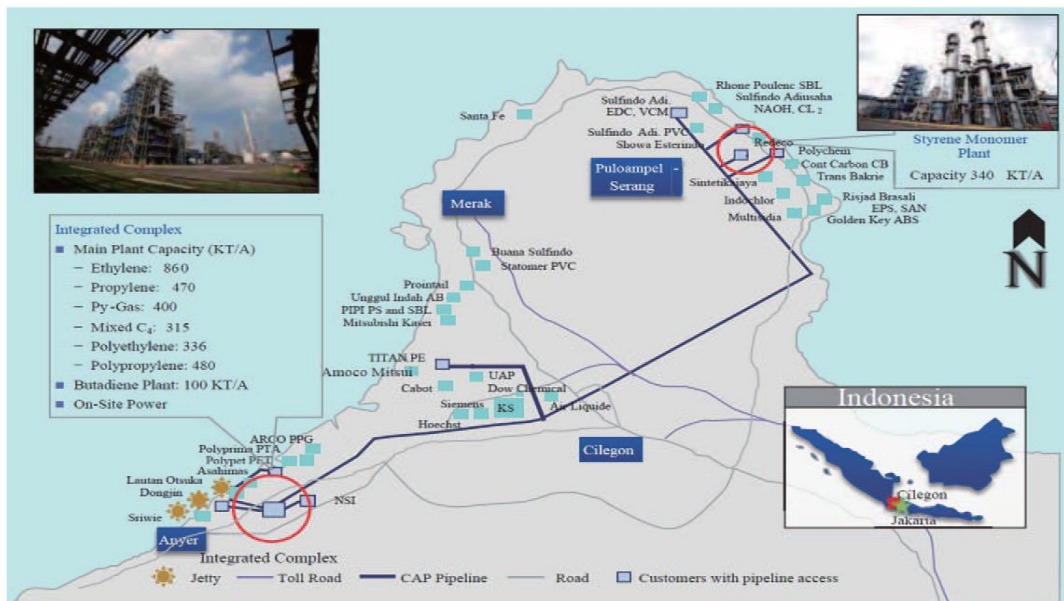 Rhone Poulenc SBL
Sulfindo Adiusaha
NAOH, CL 2
Sulfindo Adi.
EDC, VCM
Santa Fe
Sulfindo Adi. PVC
Showa Esterindo
Redeco
Polychem
Cont Carbon CB
Trans Bakrie
Styrene Monomer
Plant
Capacity 340 KT/A
Puloampel -
Serang
Sintetikajaya
Indochlor
Multisidia
Risjad Brasali
EPS, SAN
Golden Key ABS
Merak
N
Integrated Complex
Main Plant Capacity (KT/A)
– Ethylene: 860
– Propylene: 470
– Py-Gas: 400
– Mixed C4: 315
– Polyethylene: 336
– Polypropylene: 480
Butadiene Plant: 100 KT/A
On-Site Power
Buana Sulfindo
Statomer PVC
Prointail
Unggul Indah AB
PIPI PS and SBL
Mitsubishi Kasei
TITAN PE
Amoco Mitsui
Cabot
UAP
Dow Chemical
Siemens
KS
Air Liquide
Hoechst
Cilegon
Indonesia
Cilegon
Jakaria
ARCO PPG
Polyprima PTA
Polypet PET
Asahimas
Lautan Otsuka
Dongjin
Sriwie
NSI
Anyer
Integrated Complex
Jetty
Toll Road
CAP Pipeline
Road
Customers with pipeline access